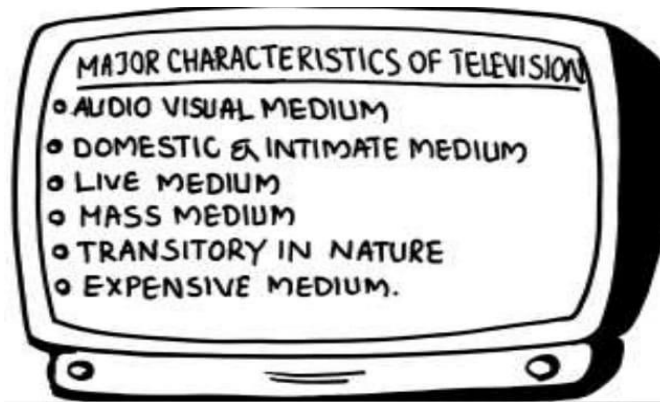 MAJOR CHARACTERISTICS OF TELEVISION
AUDIO VISUAL MEDIUM
DOMESTIC & INTIMATE MEDIUM
LIVE MEDIUM
MASS MEDIUM
TRANSITORY IN NATURE
EXPENSIVE MEDIUM.